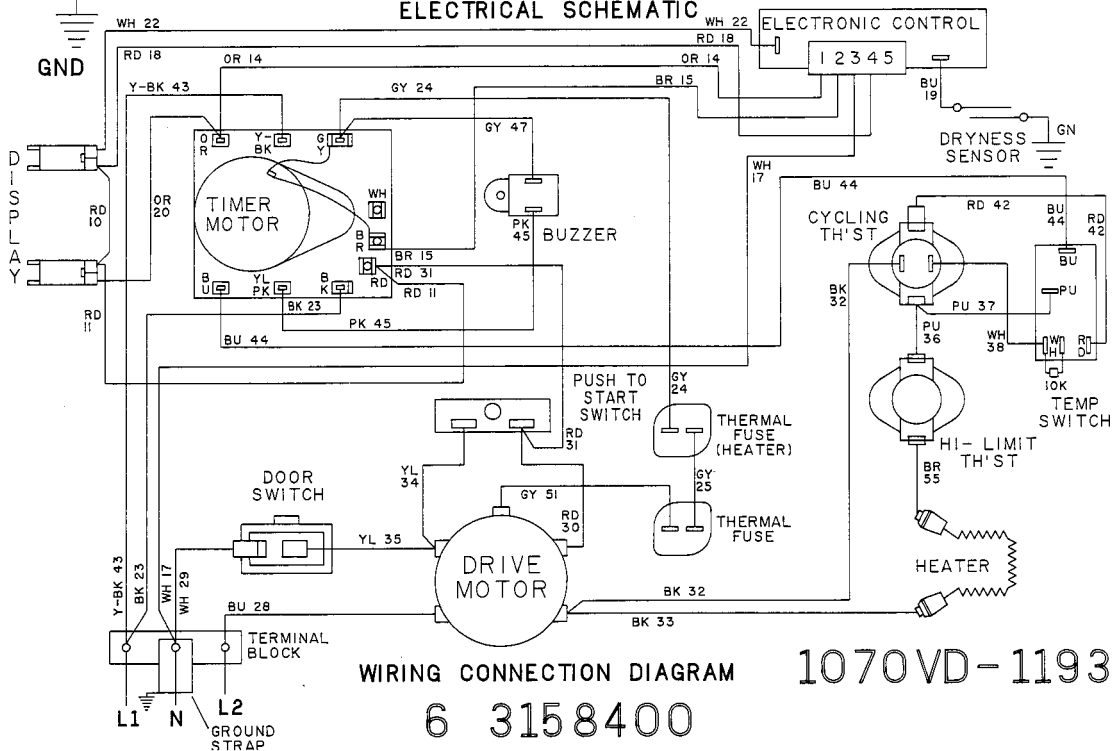 ELECTRICAL SCHEMATIC
GND
WH 22
RD 18
OR 14
Y-BK 43
GY 24
WH 22
RD 18
OR 14
BR 15
ELECTRONIC CONTROL
1 2 3 4 5
BU 19
GN
DRYNESS
SENSOR
DISPLAY
RD 10
OR 20
RD 11
OR
Y-BK
GY
TIMER
MOTOR
WH
BR
RD
BU
YL PK
BK
GY 47
PK 45
BUZZER
BR 15
RD 31
RD 11
BK 23
PK 45
BU 44
WH 17
BU 44
RD 42
BU 44
RD 42
CYCLING
TH'ST
BK 32
PU 37
PU 36
WH 38
BU
PU
WH
RD
10K
TEMP
SWITCH
HI-LIMIT
TH'ST
BR 55
PUSH TO
START
SWITCH
RD 31
GY 24
THERMAL
FUSE
(HEATER)
GY 25
THERMAL
FUSE
YL 34
GY 51
RD 30
DOOR
SWITCH
YL 35
DRIVE
MOTOR
HEATER
BK 32
BK 33
Y-BK 43
BK 23
WH 17
WH 29
BU 28
TERMINAL
BLOCK
L1
N
L2
GROUND
STRAP
WIRING CONNECTION DIAGRAM
6 3158400
1070VD-1193